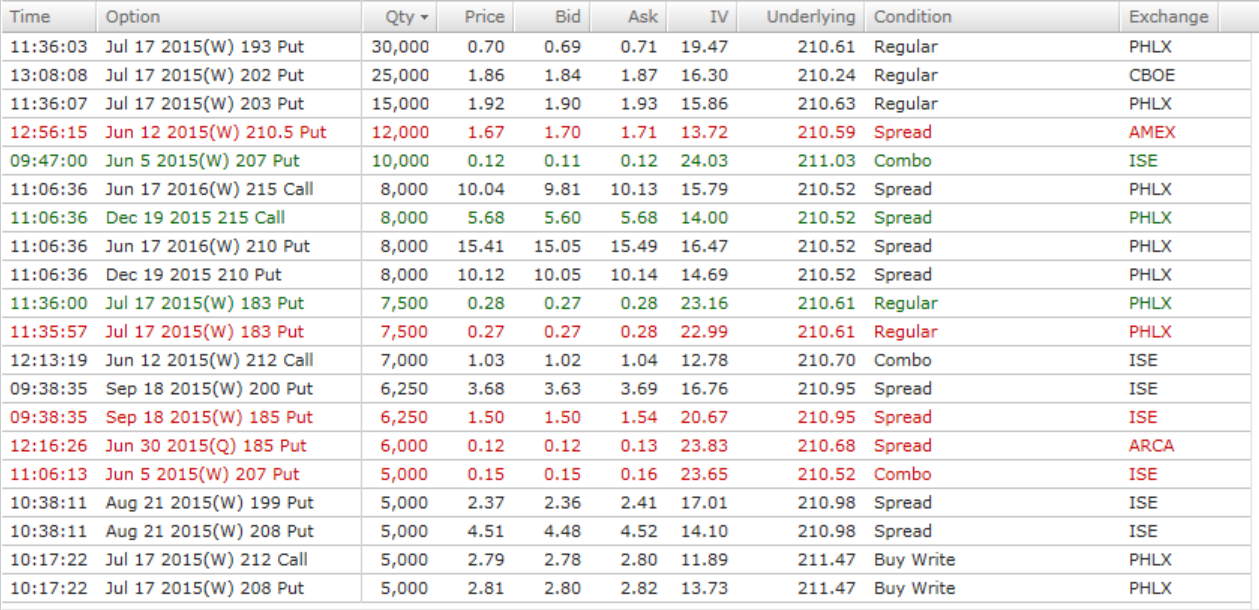 Time Option Qty Price Bid Ask IV Underlying Condition Exchange
11:36:03 Jul 17 2015(W) 193 Put 30,000 0.70 0.69 0.71 19.47 210.61 Regular PHLX
13:08:08 Jul 17 2015(W) 202 Put 25,000 1.86 1.84 1.87 16.30 210.24 Regular CBOE
11:36:07 Jul 17 2015(W) 203 Put 15,000 1.92 1.90 1.93 15.86 210.63 Regular PHLX
12:56:15 Jun 12 2015(W) 210.5 Put 12,000 1.67 1.70 1.71 13.72 210.59 Spread AMEX
09:47:00 Jun 5 2015(W) 207 Put 10,000 0.12 0.11 0.12 24.03 211.03 Combo ISE
11:06:36 Jun 17 2016(W) 215 Call 8,000 10.04 9.81 10.13 15.79 210.52 Spread PHLX
11:06:36 Dec 19 2015 215 Call 8,000 5.68 5.60 5.68 14.00 210.52 Spread PHLX
11:06:36 Jun 17 2016(W) 210 Put 8,000 15.41 15.05 15.49 16.47 210.52 Spread PHLX
11:06:36 Dec 19 2015 210 Put 8,000 10.12 10.05 10.14 14.69 210.52 Spread PHLX
11:36:00 Jul 17 2015(W) 183 Put 7,500 0.28 0.27 0.28 23.16 210.61 Regular PHLX
11:35:57 Jul 17 2015(W) 183 Put 7,500 0.27 0.27 0.28 22.99 210.61 Regular PHLX
12:13:19 Jun 12 2015(W) 212 Call 7,000 1.03 1.02 1.04 12.78 210.70 Combo ISE
09:38:35 Sep 18 2015(W) 200 Put 6,250 3.68 3.63 3.69 16.76 210.95 Spread ISE
09:38:35 Sep 18 2015(W) 185 Put 6,250 1.50 1.50 1.54 20.67 210.95 Spread ISE
12:16:26 Jun 30 2015(Q) 185 Put 6,000 0.12 0.12 0.13 23.83 210.68 Spread ARCA
11:06:13 Jun 5 2015(W) 207 Put 5,000 0.15 0.15 0.16 23.65 210.52 Combo ISE
10:38:11 Aug 21 2015(W) 199 Put 5,000 2.37 2.36 2.41 17.01 210.98 Spread ISE
10:38:11 Aug 21 2015(W) 208 Put 5,000 4.51 4.48 4.52 14.10 210.98 Spread ISE
10:17:22 Jul 17 2015(W) 212 Call 5,000 2.79 2.78 2.80 11.89 211.47 Buy Write PHLX
10:17:22 Jul 17 2015(W) 208 Put 5,000 2.81 2.80 2.82 13.73 211.47 Buy Write PHLX